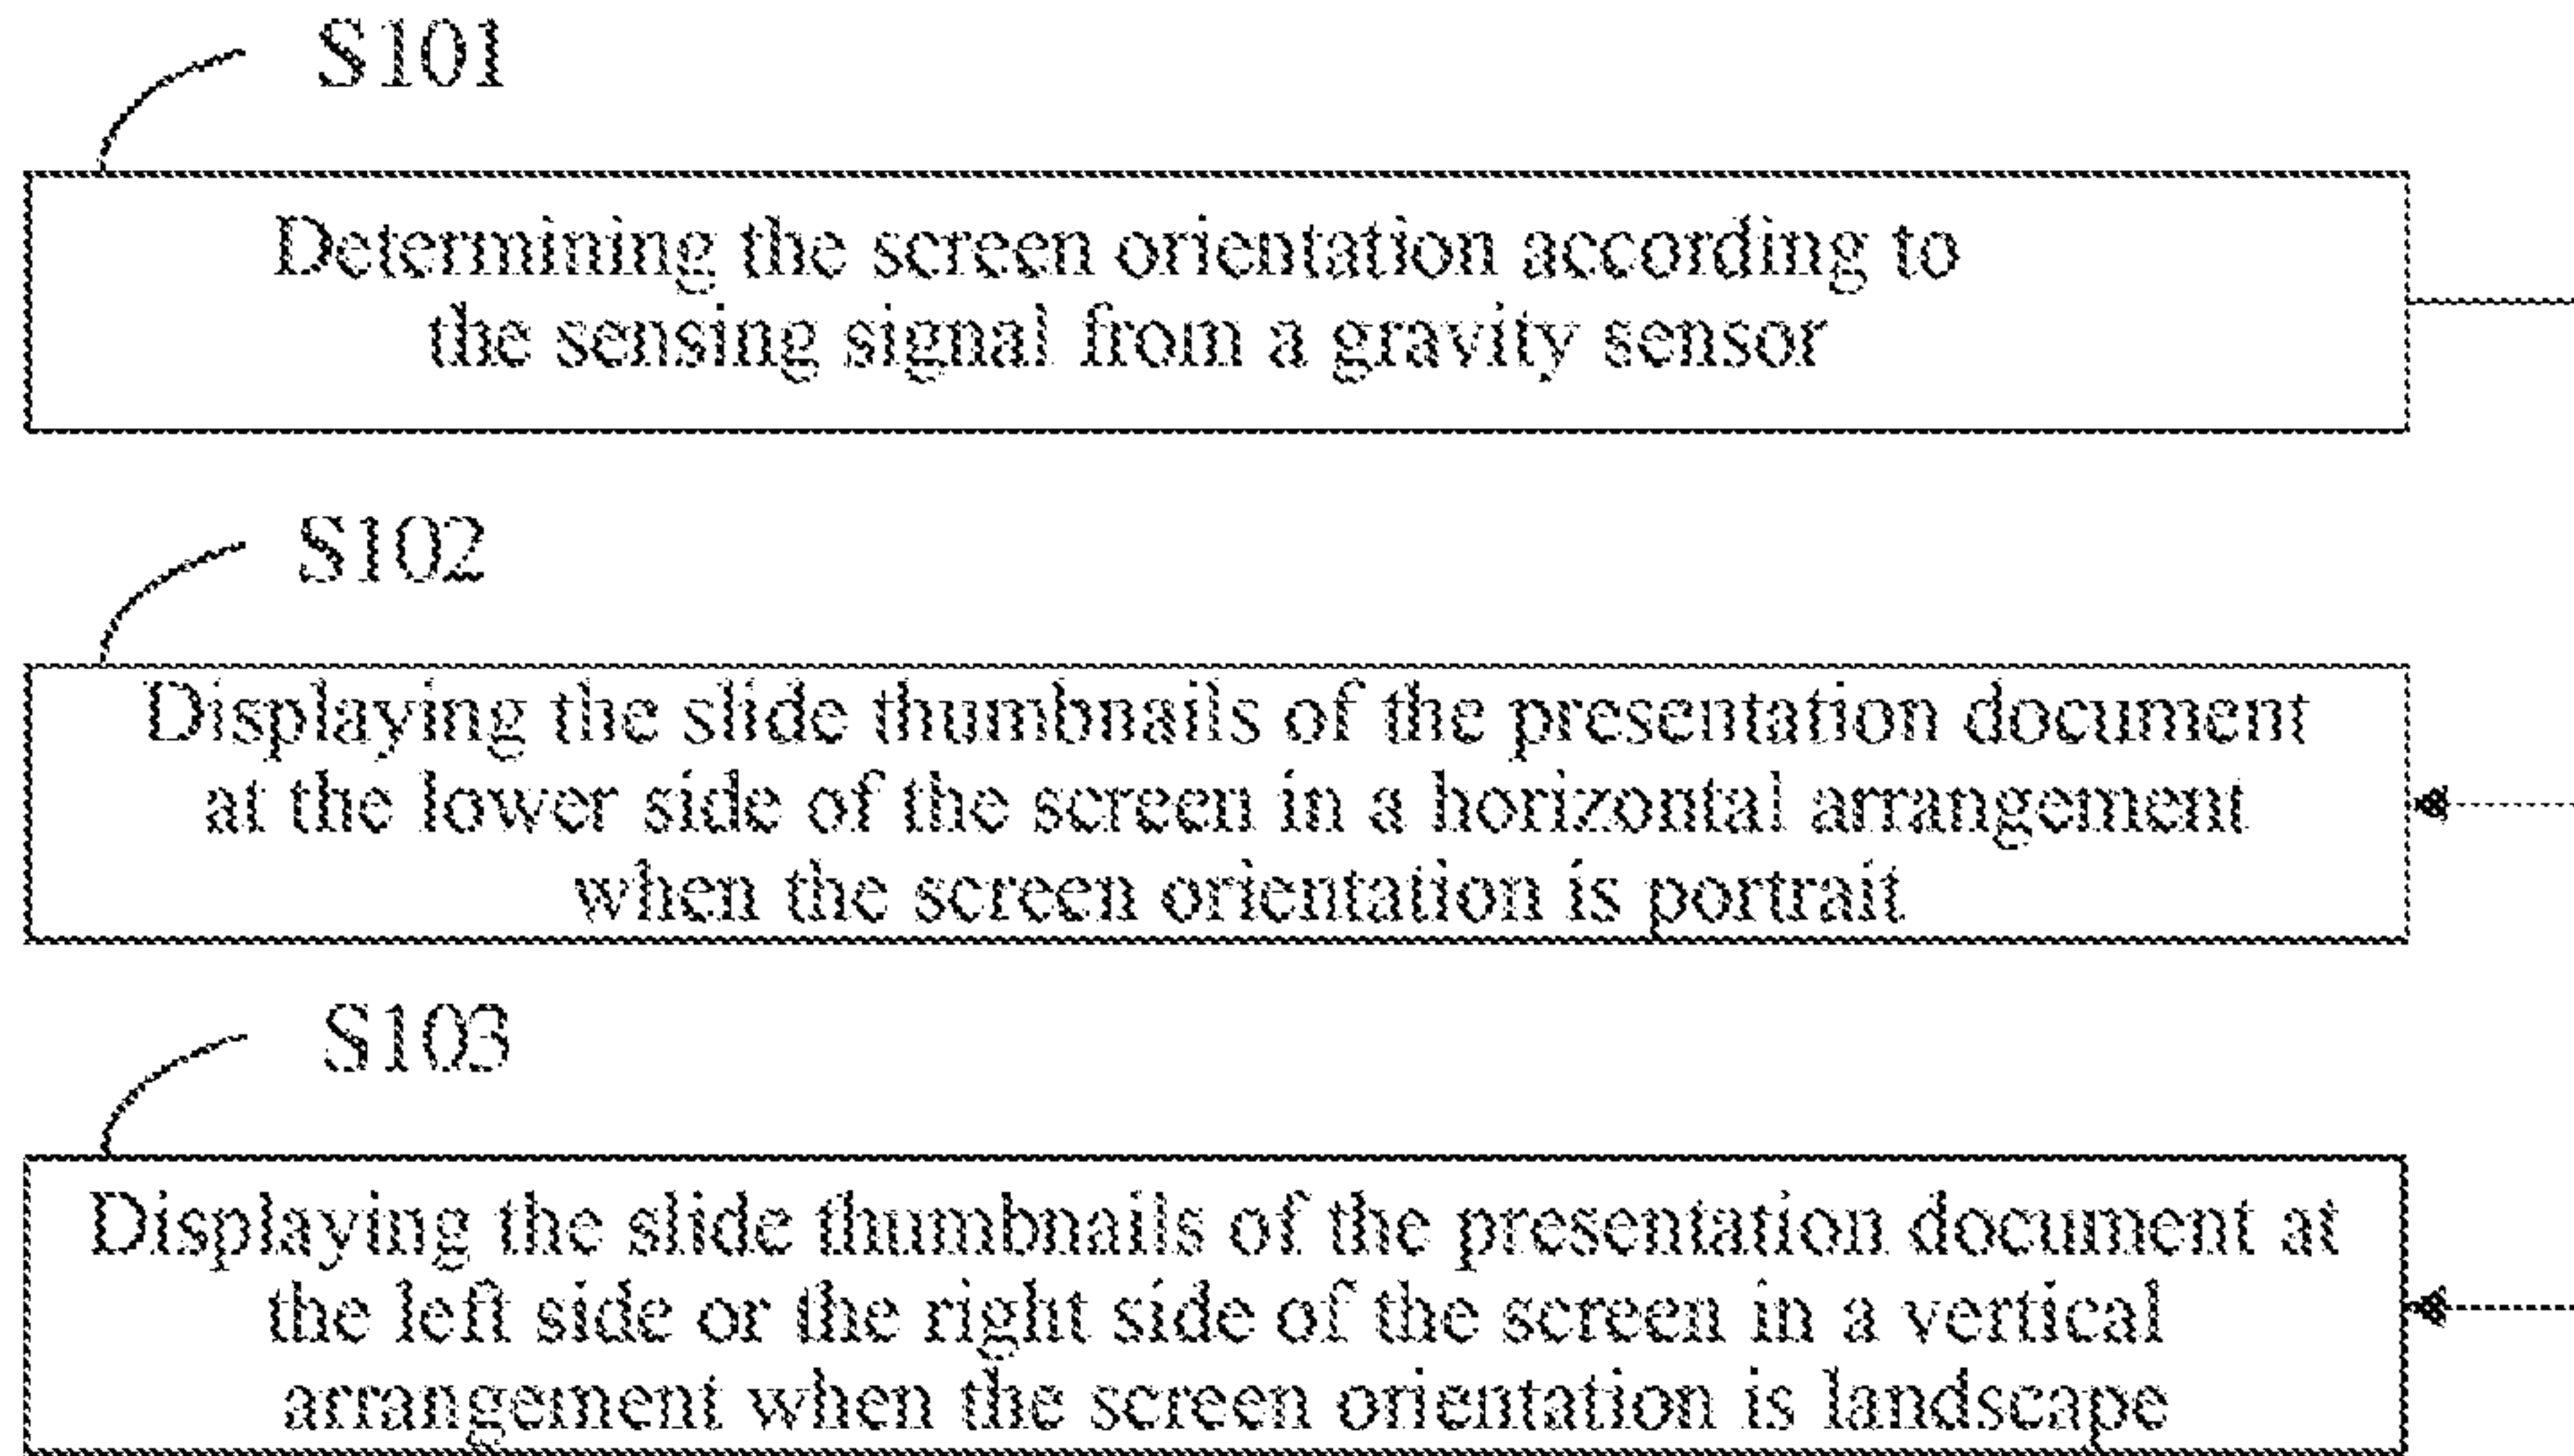 S101
Determining the screen orientation according to
the sensing signal from a gravity sensor
S102
Displaying the slide thumbnails of the presentation document
at the lower side of the screen in a horizontal arrangement
when the screen orientation is portrait
S103
Displaying the slide thumbnails of the presentation document at
the left side or the right side of the screen in a vertical
arrangement when the screen orientation is landscape